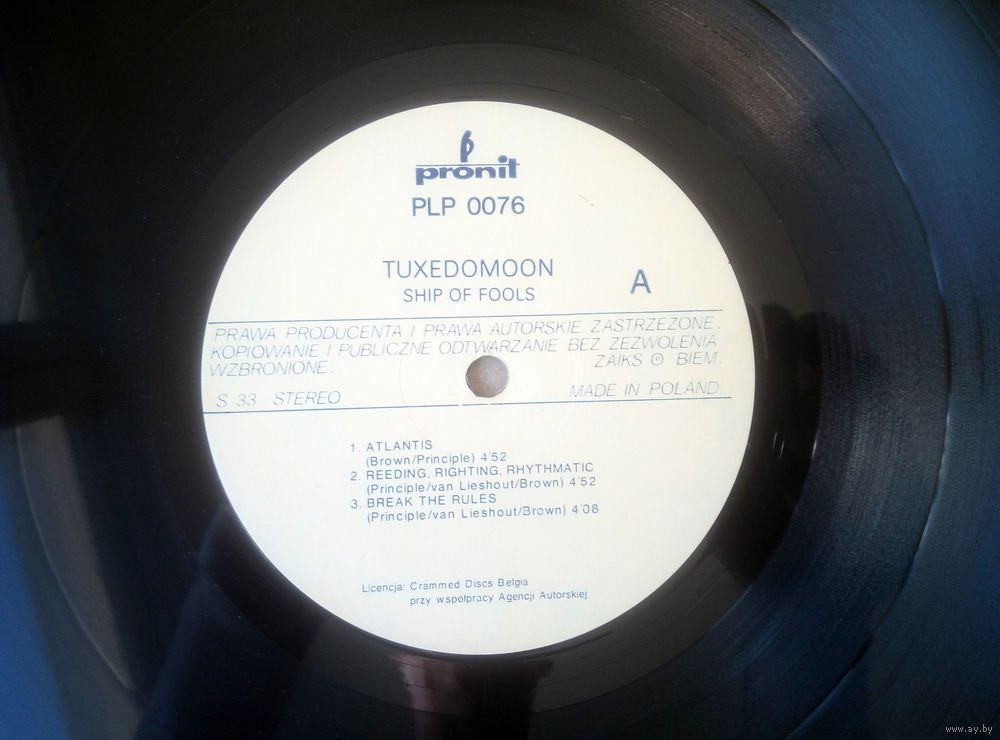 pronit
PLP 0076
TUXEDOMOON
SHIP OF FOOLS
A
PRAWA PRODUCENTA I PRAWA AUTORSKIE ZASTRZEŻONE.
KOPIOWANIE I PUBLICZNE ODTWARZANIE BEZ ZEZWOLENIA
WZBRONIONE. ZAIKS © BIEM.
S 33 STEREO MADE IN POLAND
1. ATLANTIS
(Brown/Principle) 4'52
2. REEDING, RIGHTING, RHYTHMATIC
(Principle/van Lieshout/Brown) 4'52
3. BREAK THE RULES
(Principle/van Lieshout/Brown) 4'08
Licencja: Crammed Discs Belgia
przy współpracy Agencji Autorskiej
www.ay.by